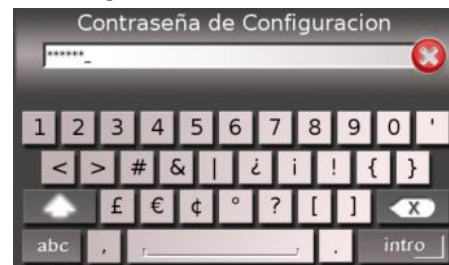 Contraseña de Configuracion
******_
1 2 3 4 5 6 7 8 9 0 '
< > # & | ¿ ¡ ! { }
£ € ¢ ° ? [ ] X
abc , . intro